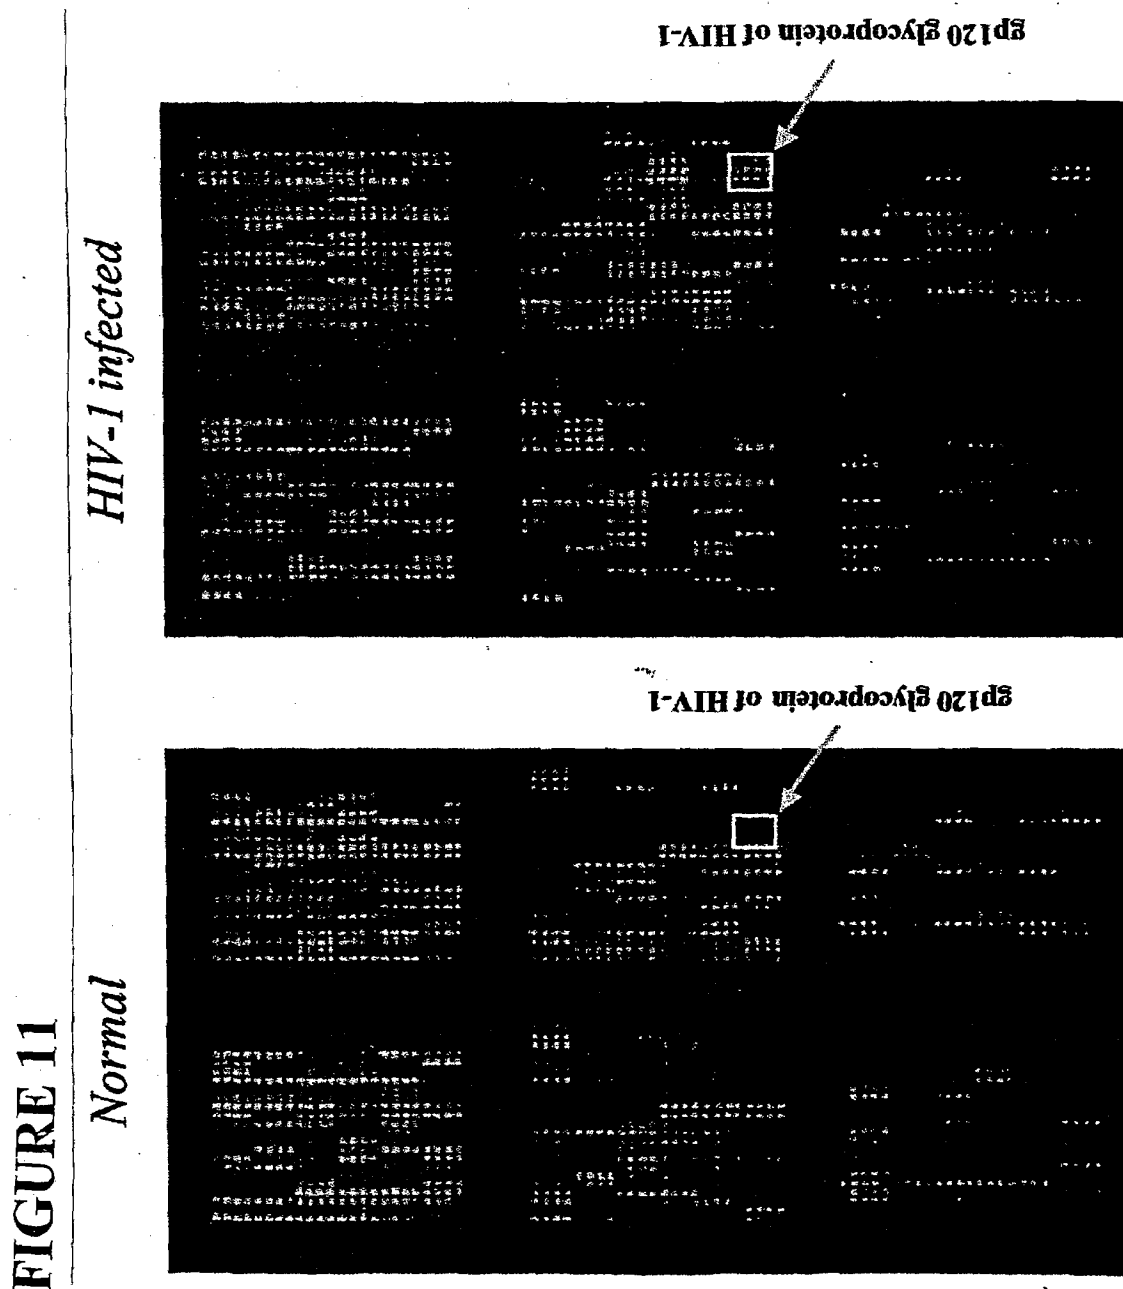 FIGURE 11
Normal
HIV-1 infected
gp120 glycoprotein of HIV-1
gp120 glycoprotein of HIV-1